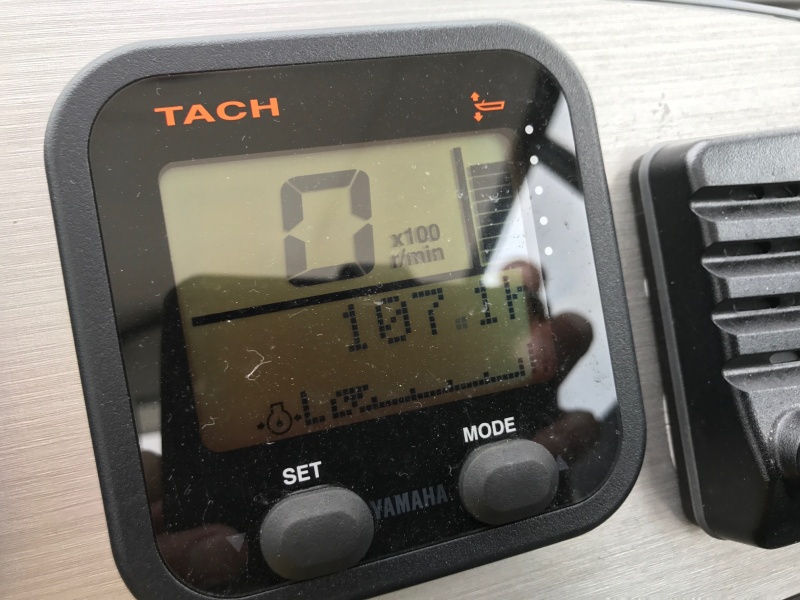 TACH
0
x100
r/min
107.1h
SET
MODE
YAMAHA